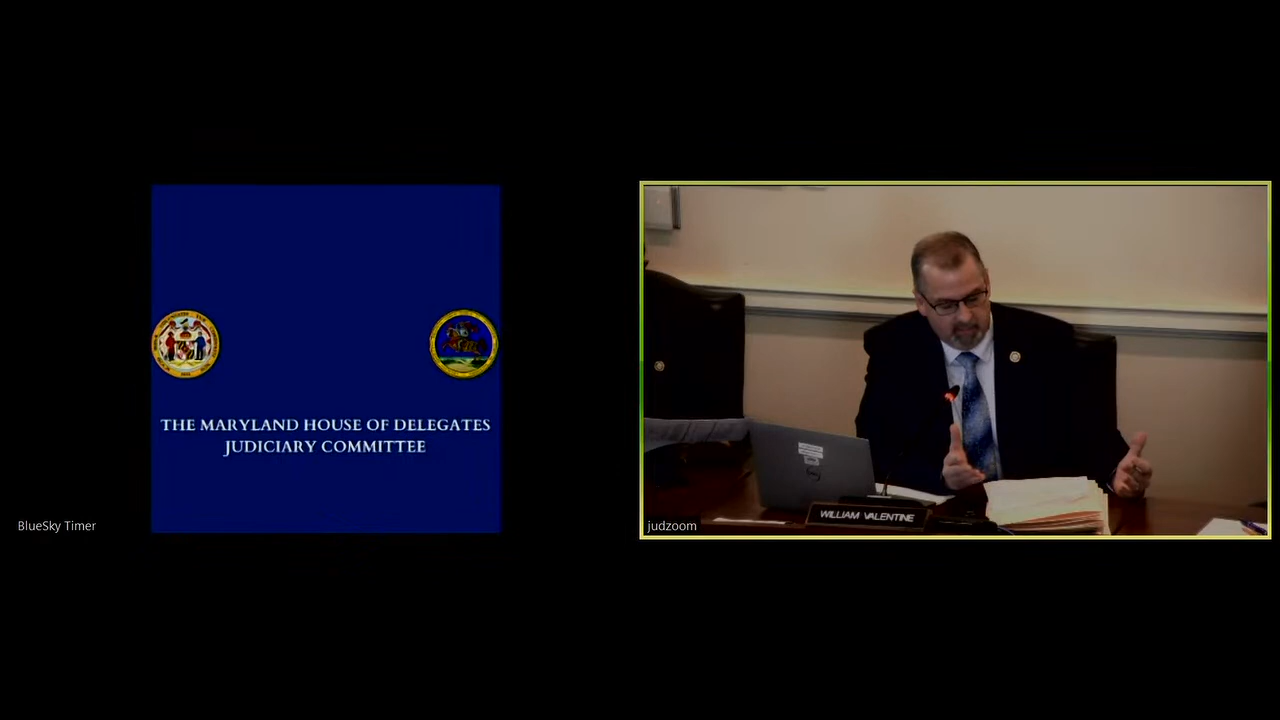 THE MARYLAND HOUSE OF DELEGATES
JUDICIARY COMMITTEE
BlueSky Timer
WILLIAM VALENTINE
judzoom